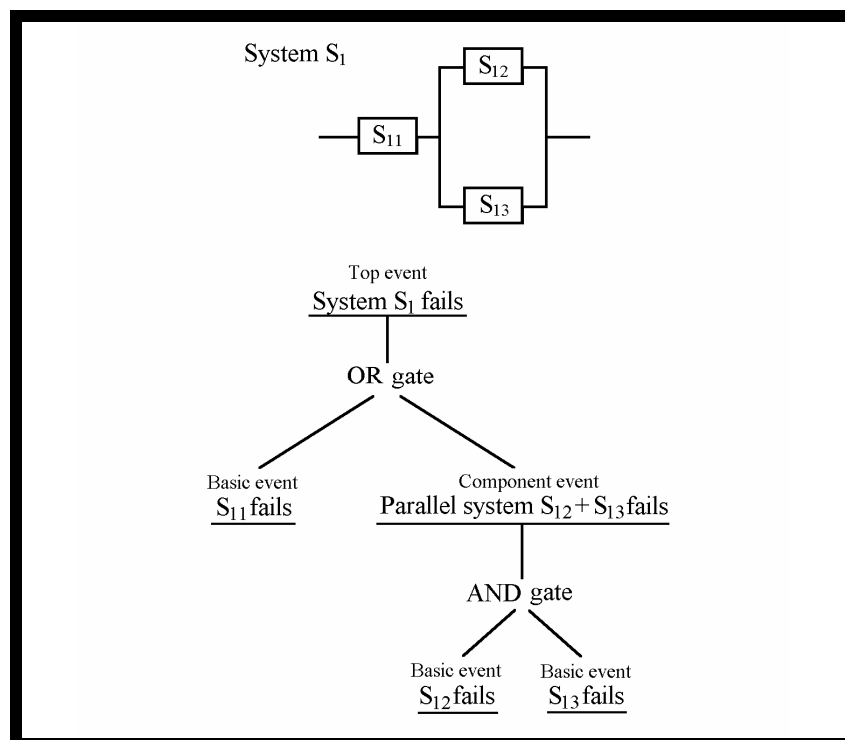 System S1
S12
S11
S13
Top event
System S1 fails
OR gate
Basic event
S11 fails
Component event
Parallel system S12 + S13 fails
AND gate
Basic event
S12 fails
Basic event
S13 fails